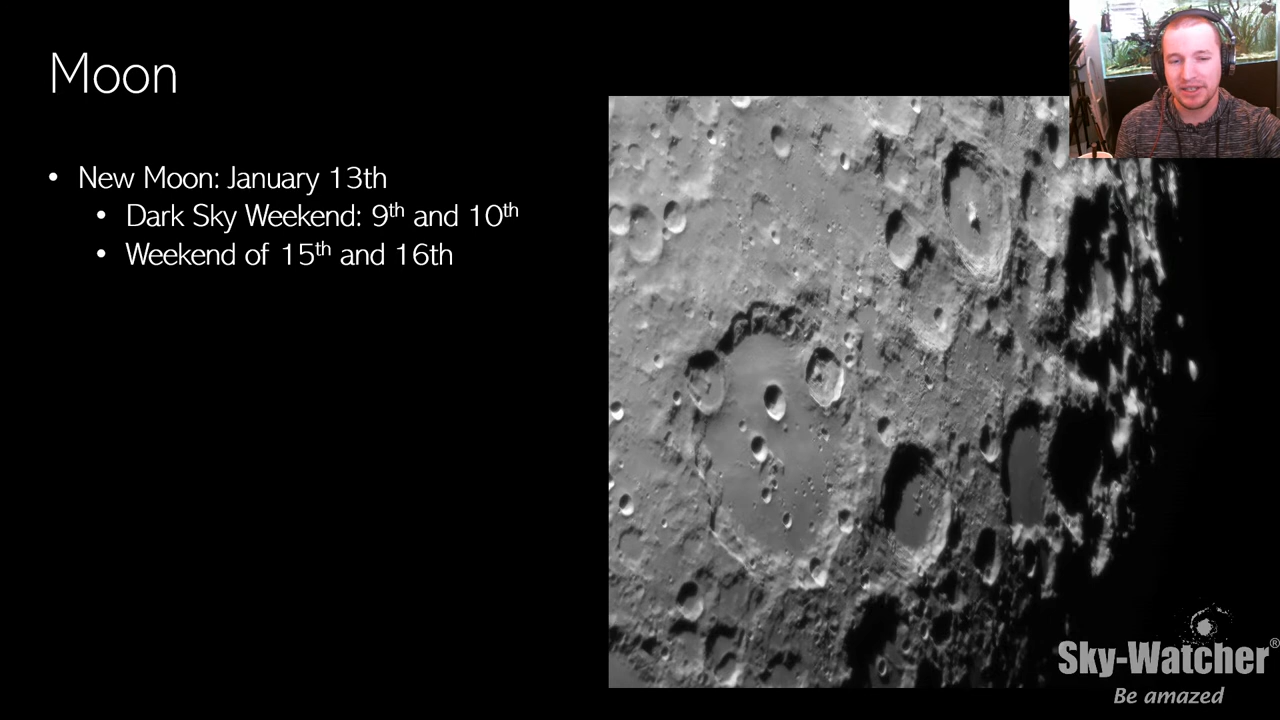 Moon
• New Moon: January 13th
• Dark Sky Weekend: 9th and 10th
• Weekend of 15th and 16th
Sky-Watcher®
Be amazed